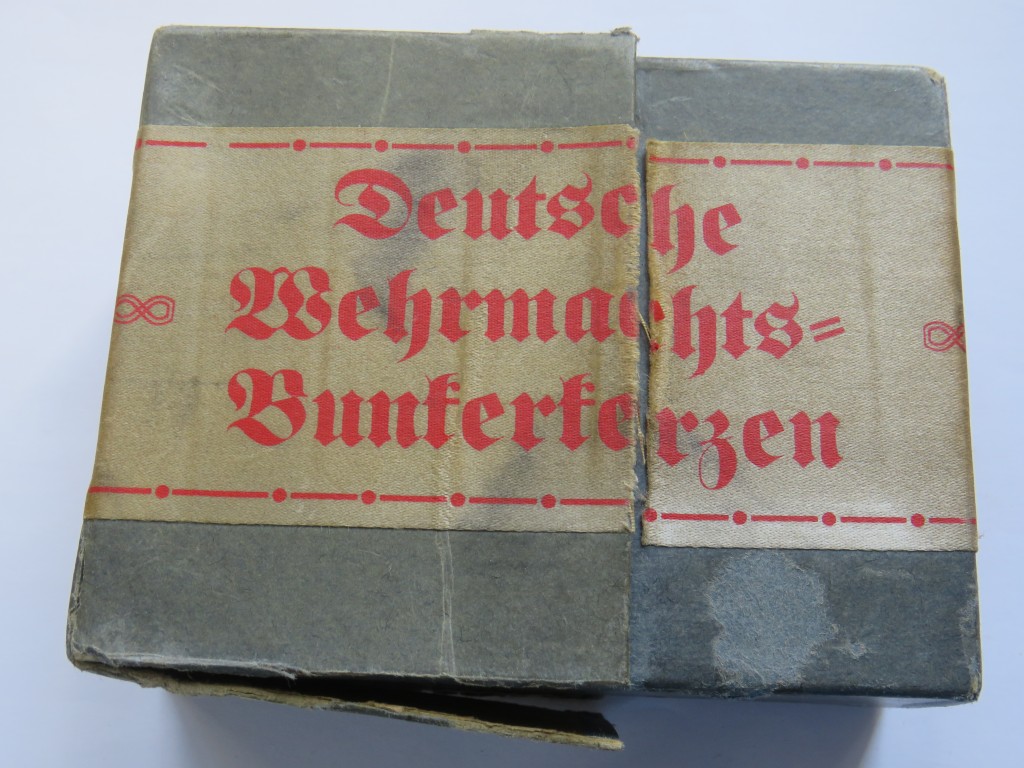 Deutsche
Wehrmachts=
Bunkerkerzen